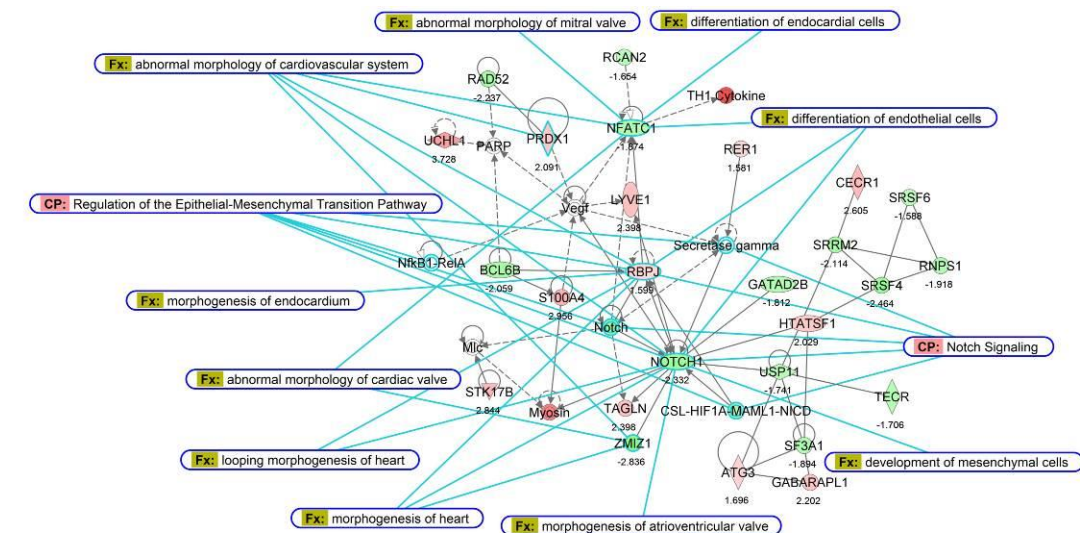 Fx: abnormal morphology of mitral valve
Fx: differentiation of endocardial cells
Fx: abnormal morphology of cardiovascular system
RCAN2
-1.654
RAD52
-2.237
TH1 Cytokine
Fx: differentiation of endothelial cells
NFATC1
-1.874
UCHL1
3.728
PARP
PRDX1
2.091
RER1
1.581
CECR1
2.605
SRSF6
-1.588
CP: Regulation of the Epithelial-Mesenchymal Transition Pathway
Vegf
LYVE1
2.398
Secretase gamma
SRRM2
-2.114
RNPS1
-1.918
NfkB1-RelA
BCL6B
-2.059
RBPJ
1.599
GATAD2B
-1.812
SRSF4
-2.464
Fx: morphogenesis of endocardium
S100A4
2.956
Notch
HTATSF1
2.029
Mlc
NOTCH1
-2.332
CP: Notch Signaling
USP11
-1.741
Fx: abnormal morphology of cardiac valve
STK17B
2.844
Myosin
TAGLN
2.398
CSL-HIF1A-MAML1-NICD
TECR
-1.706
ZMIZ1
-2.836
SF3A1
-1.894
Fx: looping morphogenesis of heart
Fx: development of mesenchymal cells
ATG3
1.696
GABARAPL1
2.202
Fx: morphogenesis of heart
Fx: morphogenesis of atrioventricular valve